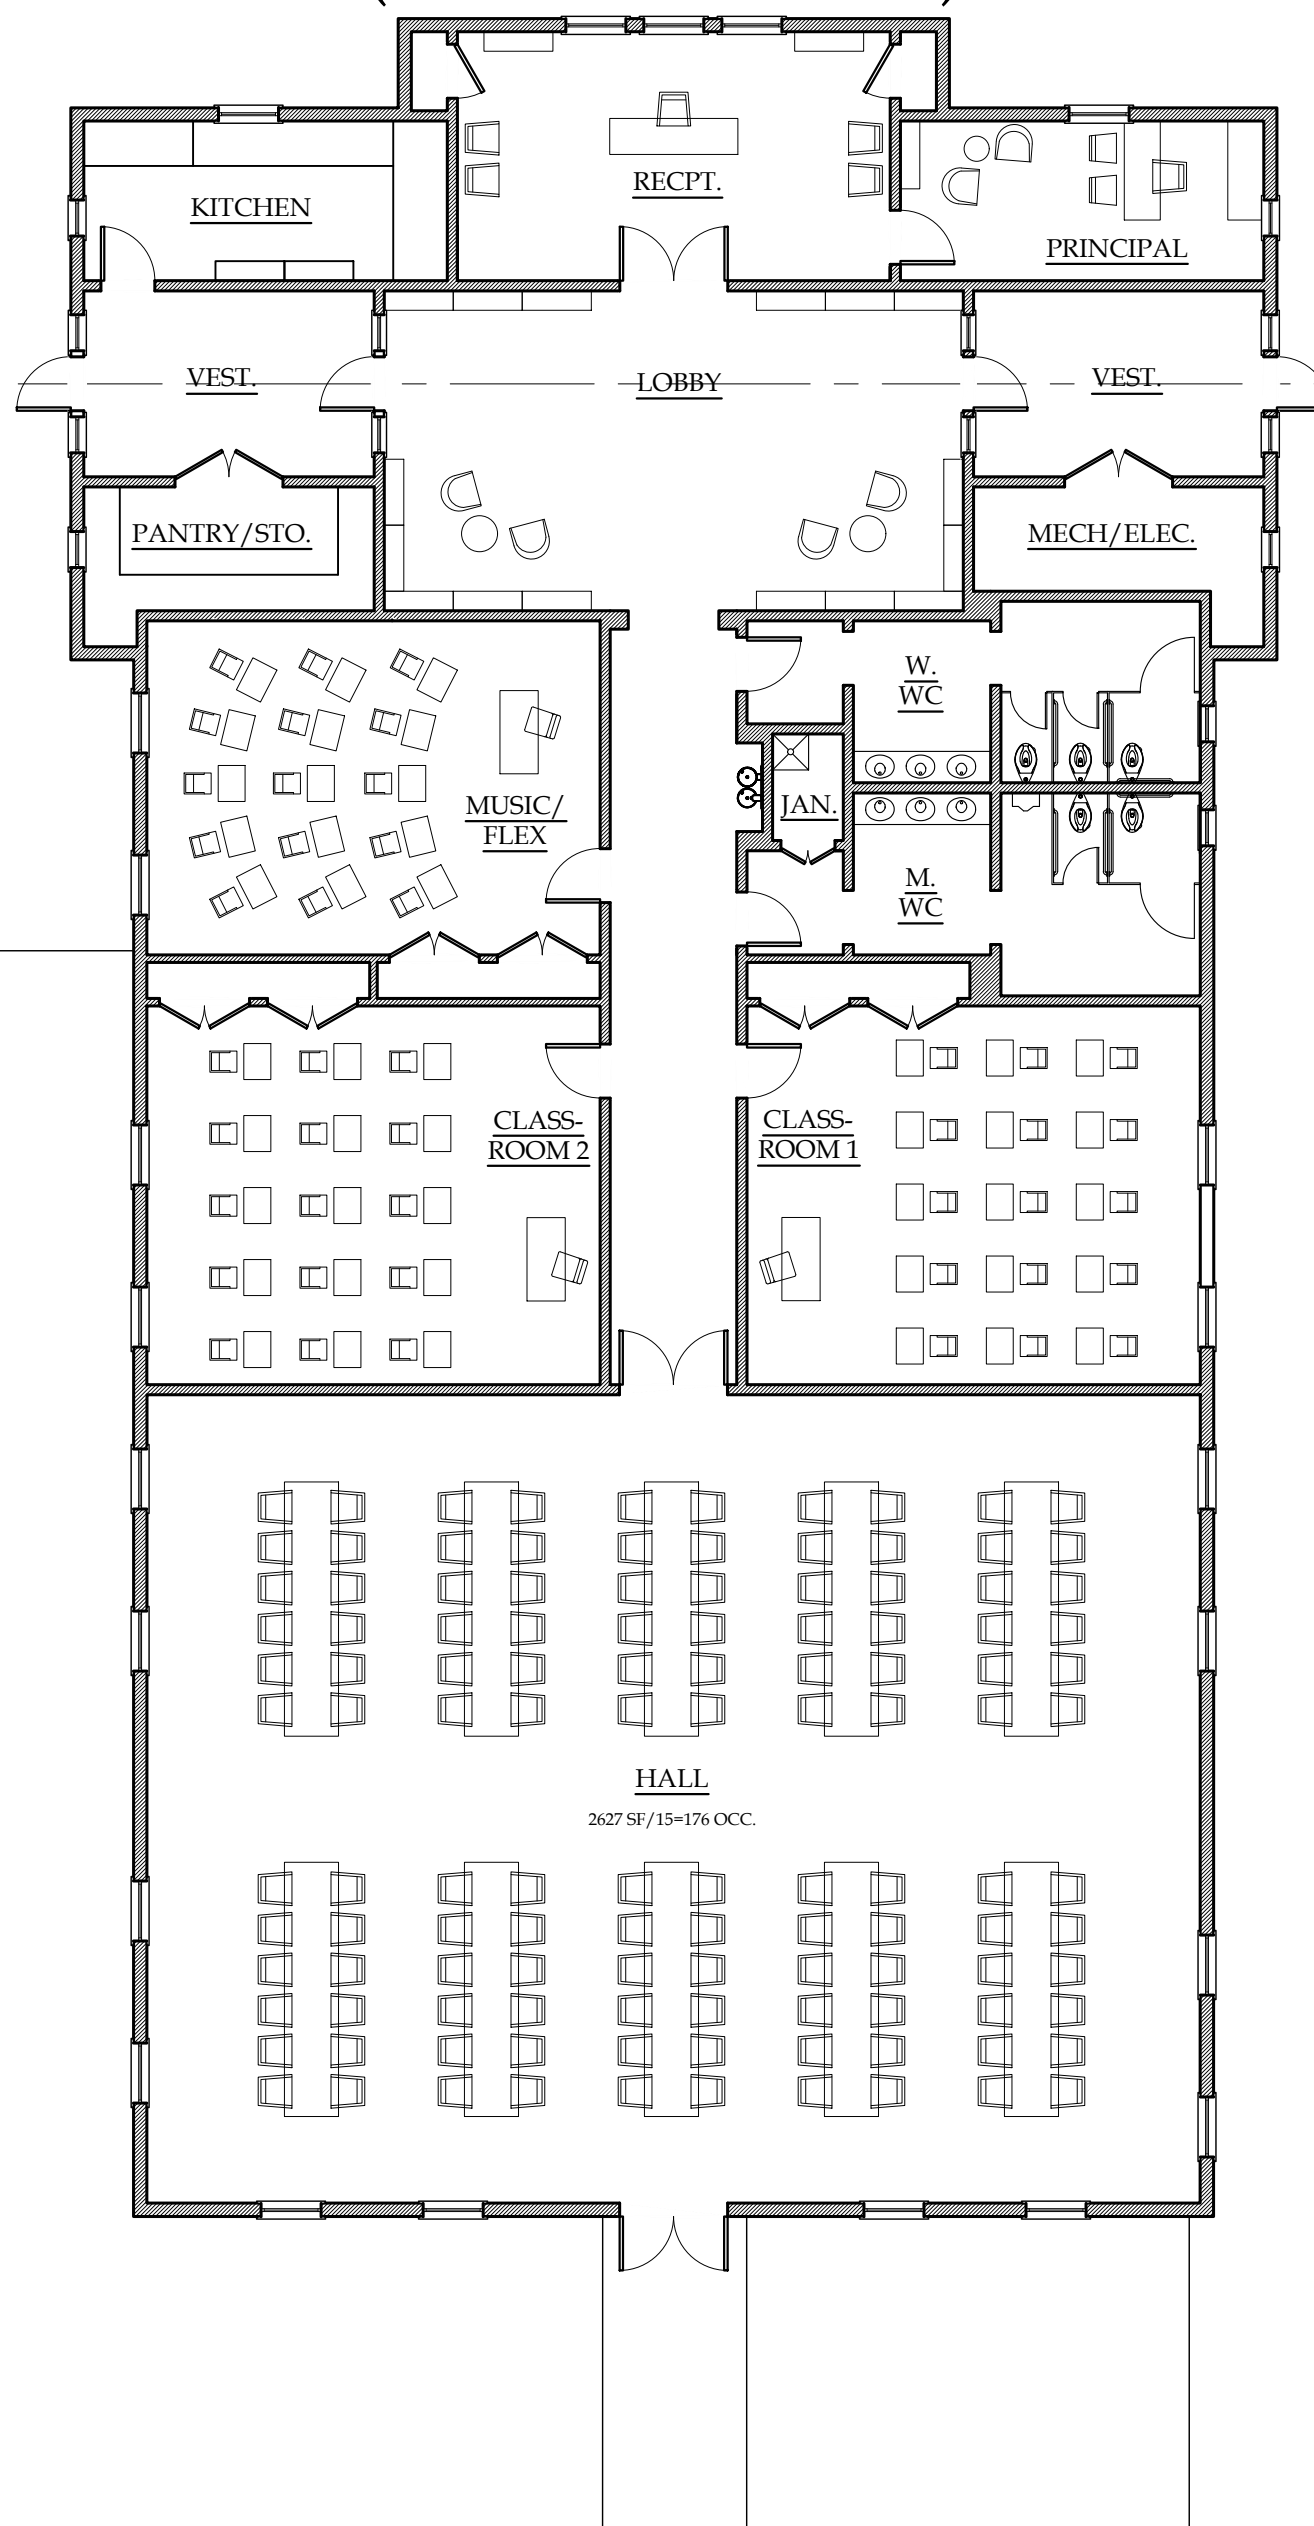 RECPT.
KITCHEN
PRINCIPAL
VEST.
LOBBY
VEST.
PANTRY/STO.
MECH/ELEC.
W.
WC
MUSIC/
FLEX
JAN.
M.
WC
CLASS-
ROOM 2
CLASS-
ROOM 1
HALL
2627 SF/15=176 OCC.